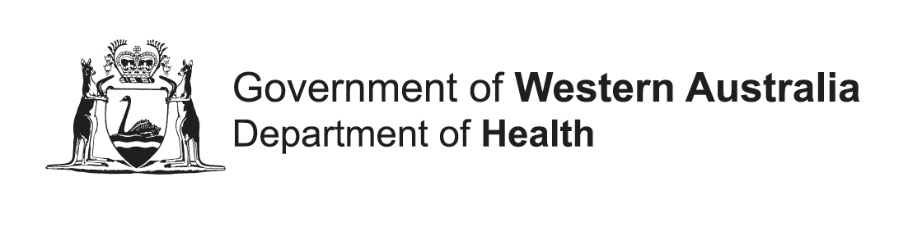 Government of Western Australia
Department of Health